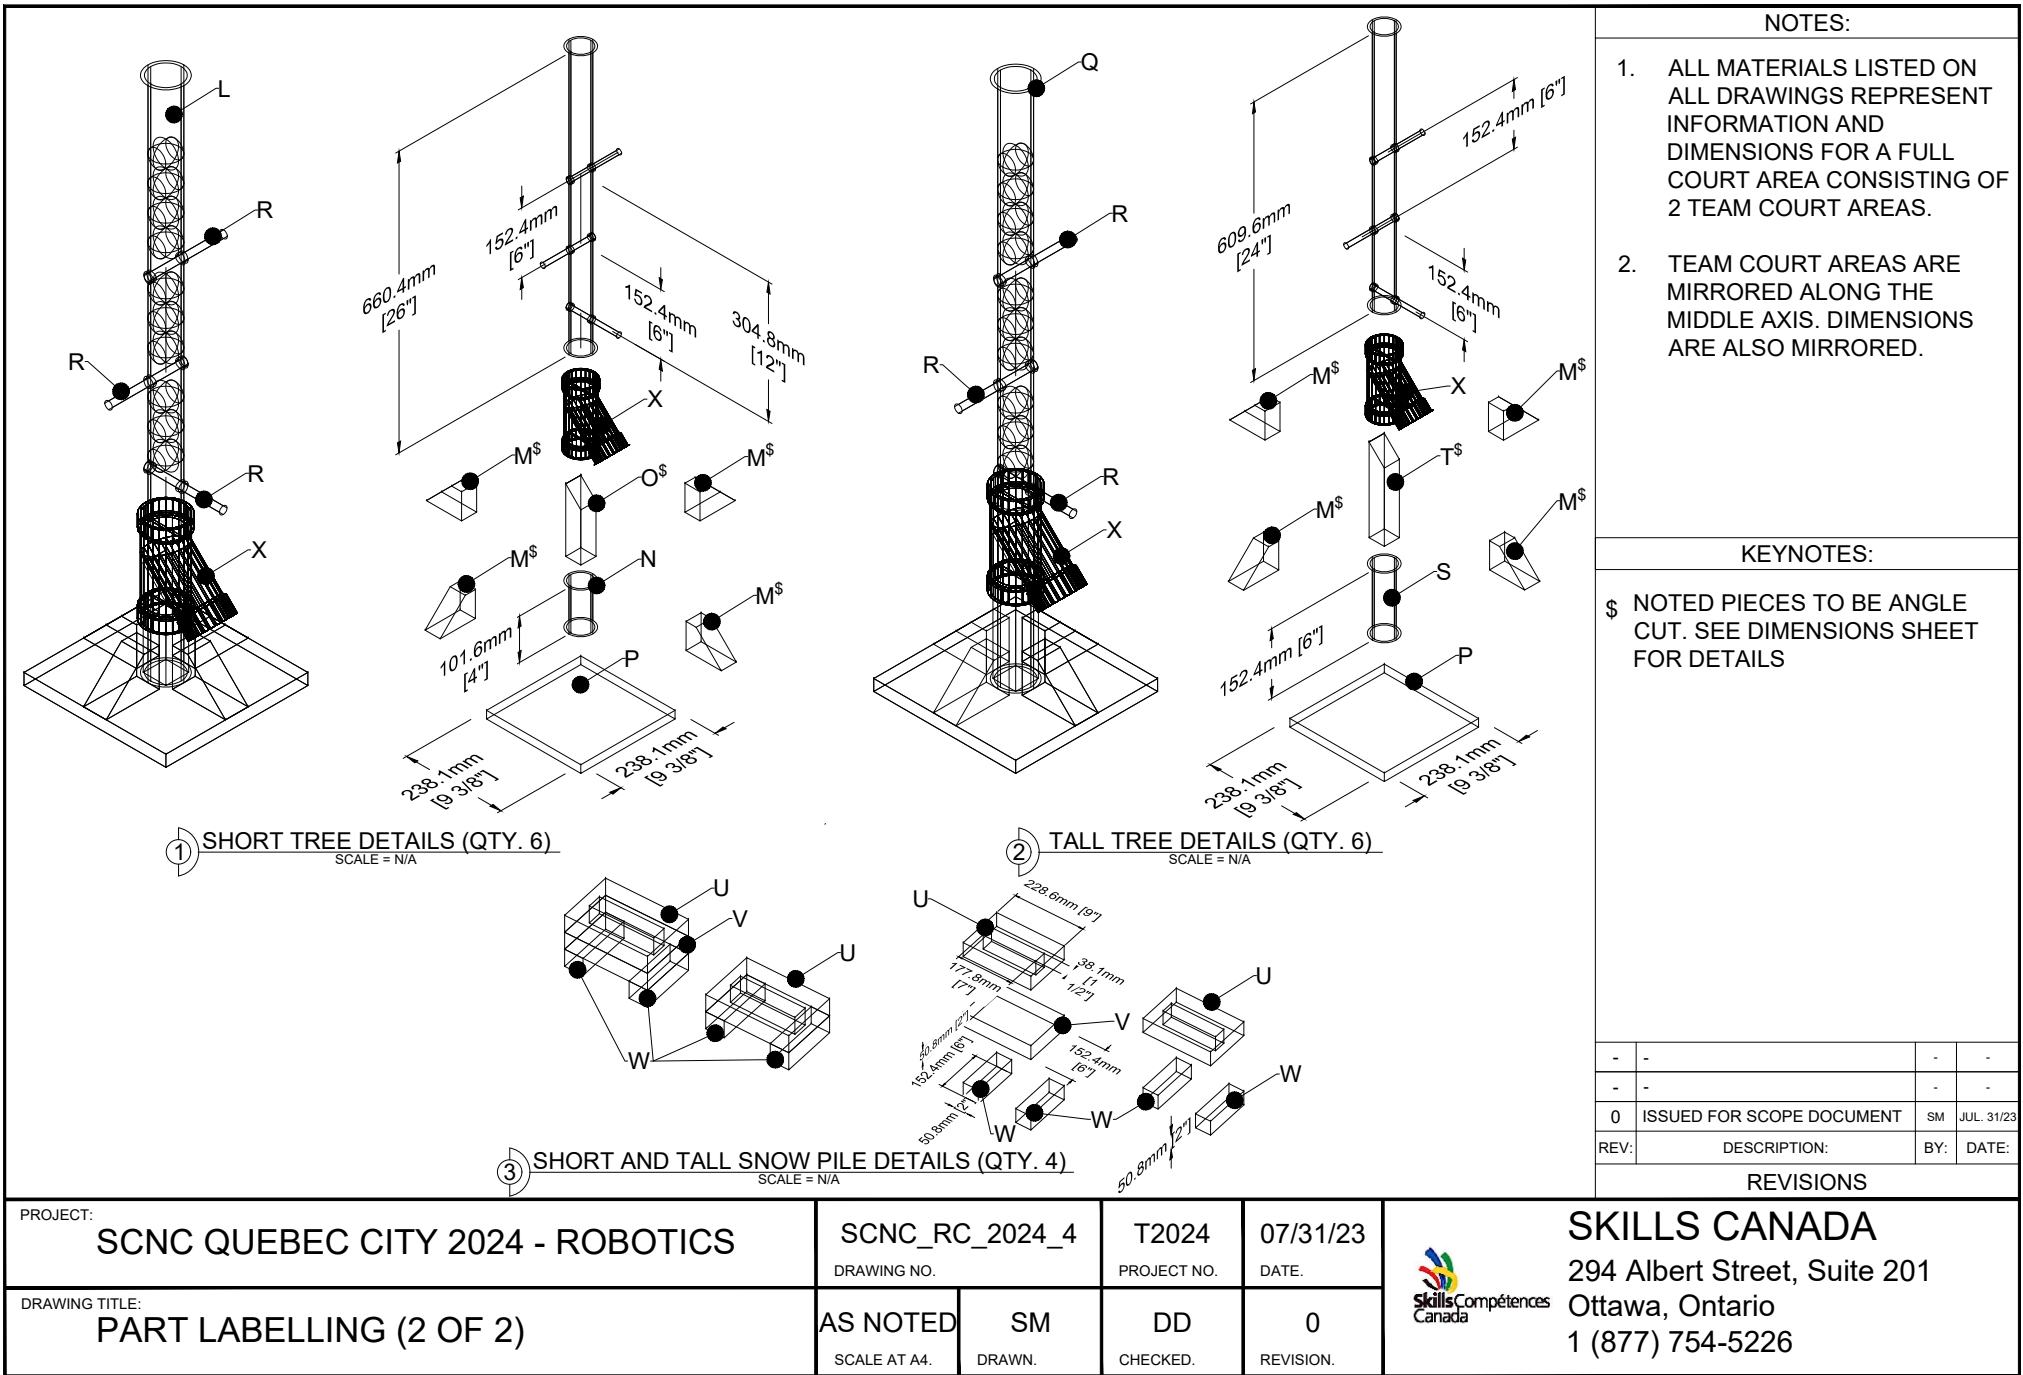 L
R
R
R
X
660.4mm
[26"]
152.4mm
[6"]
152.4mm
[6"]
304.8mm
[12"]
X
M$
O$
M$
M$
N
M$
101.6mm
[4"]
P
238.1mm
[9 3/8"]
238.1mm
[9 3/8"]
1
SHORT TREE DETAILS (QTY. 6)
SCALE = N/A
Q
R
R
R
X
609.6mm
[24"]
152.4mm [6"]
152.4mm
[6"]
M$
X
M$
T$
M$
M$
S
152.4mm [6"]
P
238.1mm
[9 3/8"]
238.1mm
[9 3/8"]
2
TALL TREE DETAILS (QTY. 6)
SCALE = N/A
U
V
U
W
U
228.6mm [9"]
177.8mm
[7"]
38.1mm
[1
1/2"]
V
U
50.8mm [2"]
152.4mm [6"]
152.4mm
[6"]
50.8mm [2"]
W
W
W
50.8mm [2"]
3
SHORT AND TALL SNOW PILE DETAILS (QTY. 4)
SCALE = N/A
NOTES:
1. ALL MATERIALS LISTED ON
ALL DRAWINGS REPRESENT
INFORMATION AND
DIMENSIONS FOR A FULL
COURT AREA CONSISTING OF
2 TEAM COURT AREAS.
2. TEAM COURT AREAS ARE
MIRRORED ALONG THE
MIDDLE AXIS. DIMENSIONS
ARE ALSO MIRRORED.
KEYNOTES:
$ NOTED PIECES TO BE ANGLE
CUT. SEE DIMENSIONS SHEET
FOR DETAILS
- - - -
- - - -
0 ISSUED FOR SCOPE DOCUMENT SM JUL. 31/23
REV: DESCRIPTION: BY: DATE:
REVISIONS
PROJECT:
SCNC QUEBEC CITY 2024 - ROBOTICS
DRAWING TITLE:
PART LABELLING (2 OF 2)
SCNC_RC_2024_4
DRAWING NO.
T2024
PROJECT NO.
07/31/23
DATE.
AS NOTED
SCALE AT A4.
SM
DRAWN.
DD
CHECKED.
0
REVISION.
SkillsCompétences
Canada
SKILLS CANADA
294 Albert Street, Suite 201
Ottawa, Ontario
1 (877) 754-5226